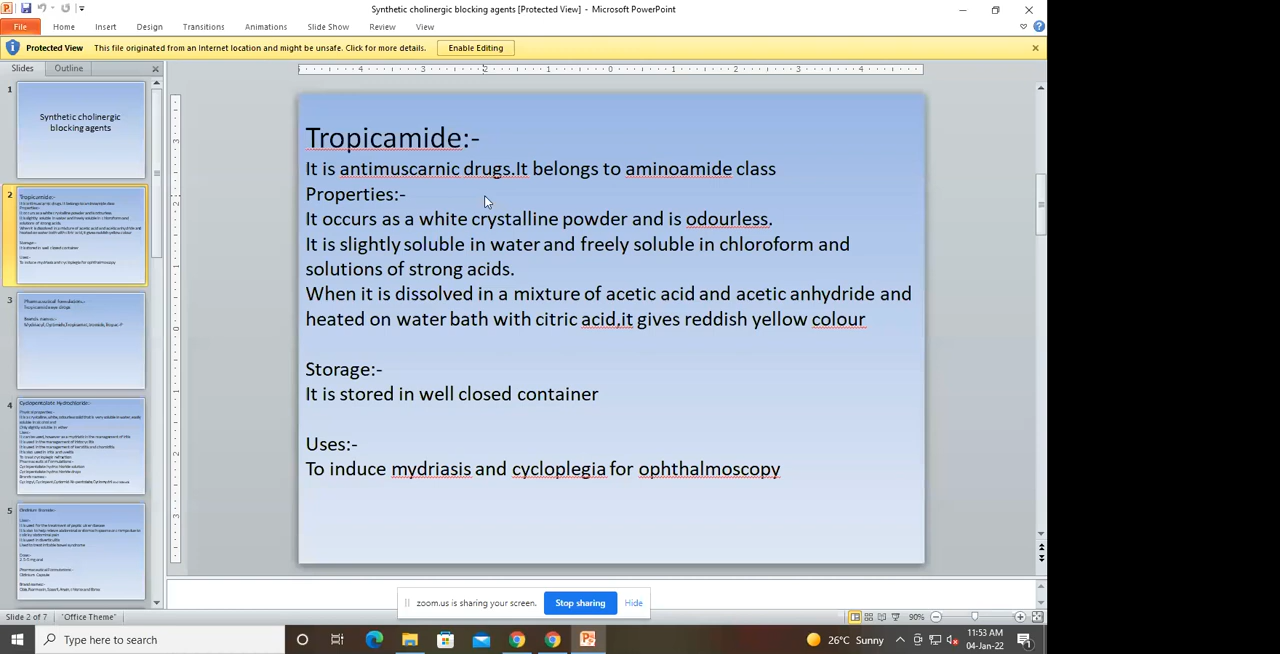 Synthetic cholinergic blocking agents [Protected View] - Microsoft PowerPoint
File Home Insert Design Transitions Animations Slide Show Review View
Protected View This file originated from an Internet location and might be unsafe. Click for more details. Enable Editing
Slides Outline
1
Synthetic cholinergic
blocking agents
2
3
4
5
Tropicamide:-
It is antimuscarnic drugs.It belongs to aminoamide class
Properties:-
It occurs as a white crystalline powder and is odourless.
It is slightly soluble in water and freely soluble in chloroform and
solutions of strong acids.
When it is dissolved in a mixture of acetic acid and acetic anhydride and
heated on water bath with citric acid,it gives reddish yellow colour
Storage:-
It is stored in well closed container
Uses:-
To induce mydriasis and cycloplegia for ophthalmoscopy
zoom.us is sharing your screen. Stop sharing Hide
Slide 2 of 7 "Office Theme" 90%
Type here to search 26°C Sunny 11:53 AM
04-Jan-22